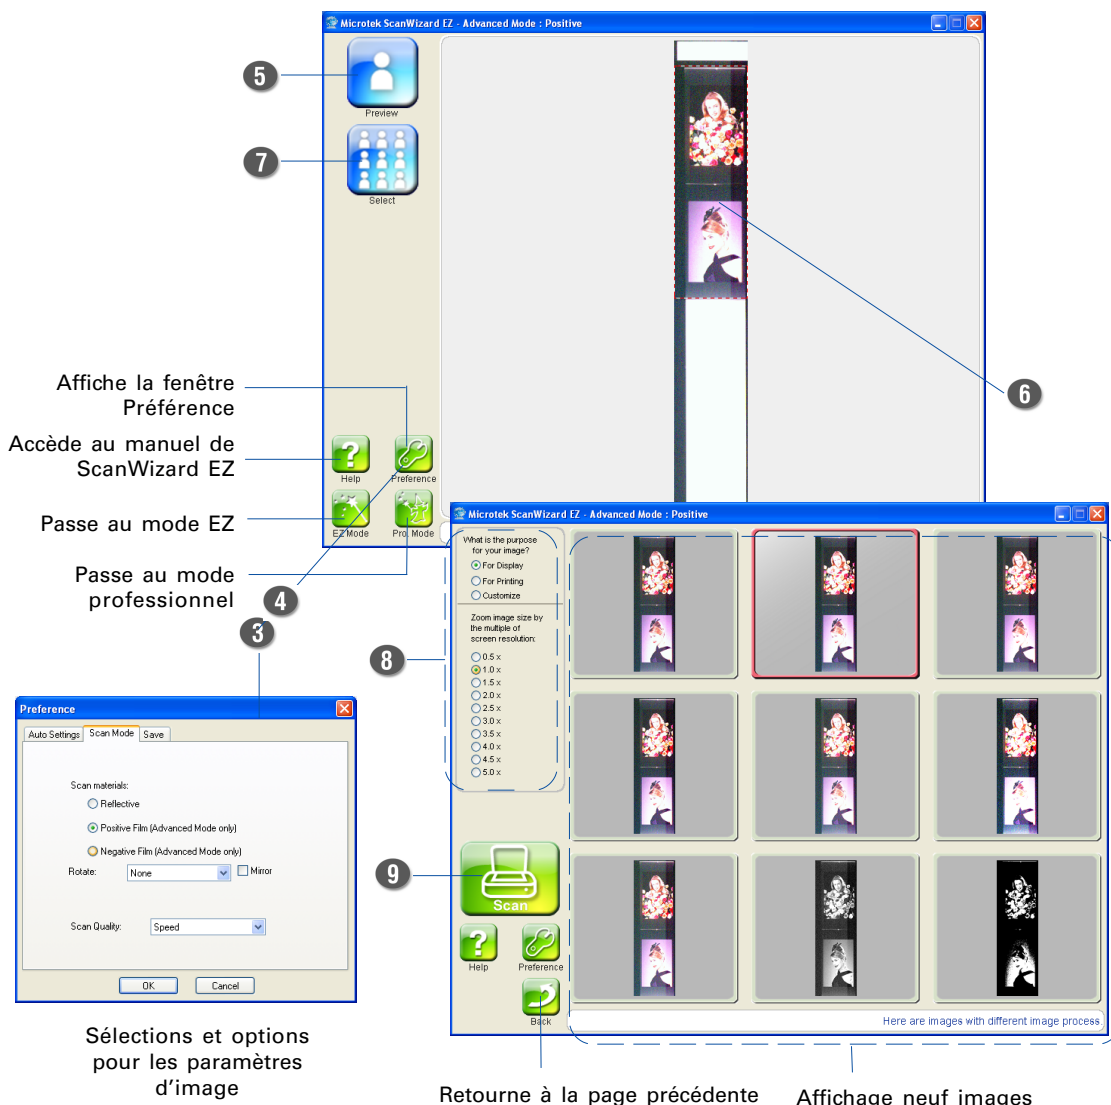 Microtek ScanWizard EZ - Advanced Mode : Positive
5
Preview
7
Select
6
Affiche la fenêtre
Préférence
Accède au manuel de
ScanWizard EZ
Passe au mode EZ
Passe au mode
professionnel
Help
Preference
EZ Mode
Pro. Mode
4
3
Microtek ScanWizard EZ - Advanced Mode : Positive
What is the purpose
for your image?
For Display
For Printing
Customize
Zoom image size by
the multiple of
screen resolution:
0.5 x
1.0 x
1.5 x
2.0 x
2.5 x
3.0 x
3.5 x
4.0 x
4.5 x
5.0 x
8
9
Scan
Help
Preference
Back
Here are images with different image process.
Preference
Auto Settings
Scan Mode
Save
Scan materials:
Reflective
Positive Film (Advanced Mode only)
Negative Film (Advanced Mode only)
Rotate:
None
Mirror
Scan Quality:
Speed
OK
Cancel
Sélections et options
pour les paramètres
d'image
Retourne à la page précédente
Affichage neuf images